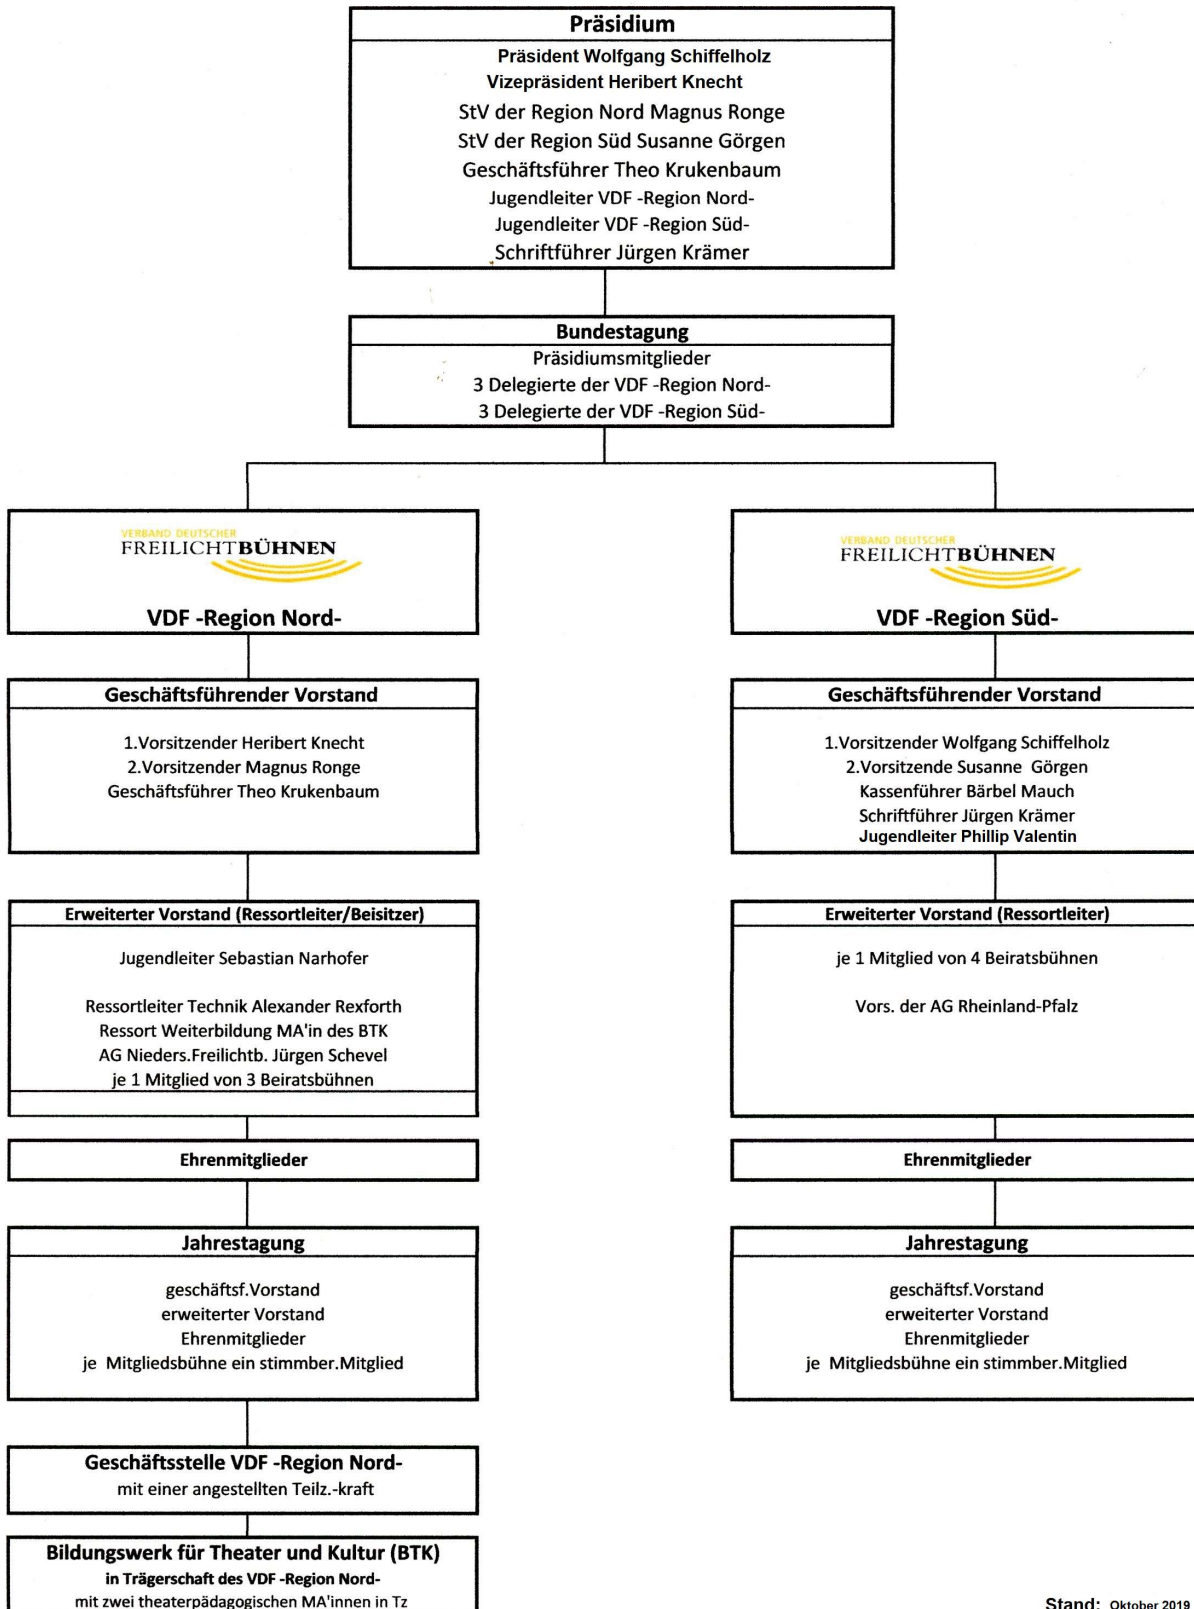 Präsidium
Präsident Wolfgang Schiffelholz
Vizepräsident Heribert Knecht
StV der Region Nord Magnus Ronge
StV der Region Süd Susanne Görgen
Geschäftsführer Theo Krukenbaum
Jugendleiter VDF -Region Nord-
Jugendleiter VDF -Region Süd-
Schriftführer Jürgen Krämer
Bundestagung
Präsidiumsmitglieder
3 Delegierte der VDF -Region Nord-
3 Delegierte der VDF -Region Süd-
VERBAND DEUTSCHER
FREILICHTBÜHNEN
VDF -Region Nord-
Geschäftsführender Vorstand
1.Vorsitzender Heribert Knecht
2.Vorsitzender Magnus Ronge
Geschäftsführer Theo Krukenbaum
Erweiterter Vorstand (Ressortleiter/Beisitzer)
Jugendleiter Sebastian Narhofer
Ressortleiter Technik Alexander Rexforth
Ressort Weiterbildung MA'in des BTK
AG Nieders.Freilichtb. Jürgen Schevel
je 1 Mitglied von 3 Beiratsbühnen
Ehrenmitglieder
Jahrestagung
geschäftsf.Vorstand
erweiterter Vorstand
Ehrenmitglieder
je Mitgliedsbühne ein stimmber.Mitglied
Geschäftsstelle VDF -Region Nord-
mit einer angestellten Teilz.-kraft
Bildungswerk für Theater und Kultur (BTK)
in Trägerschaft des VDF -Region Nord-
mit zwei theaterpädagogischen MA'innen in Tz
VERBAND DEUTSCHER
FREILICHTBÜHNEN
VDF -Region Süd-
Geschäftsführender Vorstand
1.Vorsitzender Wolfgang Schiffelholz
2.Vorsitzende Susanne Görgen
Kassenführer Bärbel Mauch
Schriftführer Jürgen Krämer
Jugendleiter Phillip Valentin
Erweiterter Vorstand (Ressortleiter)
je 1 Mitglied von 4 Beiratsbühnen
Vors. der AG Rheinland-Pfalz
Ehrenmitglieder
Jahrestagung
geschäftsf.Vorstand
erweiterter Vorstand
Ehrenmitglieder
je Mitgliedsbühne ein stimmber.Mitglied
Stand: Oktober 2019